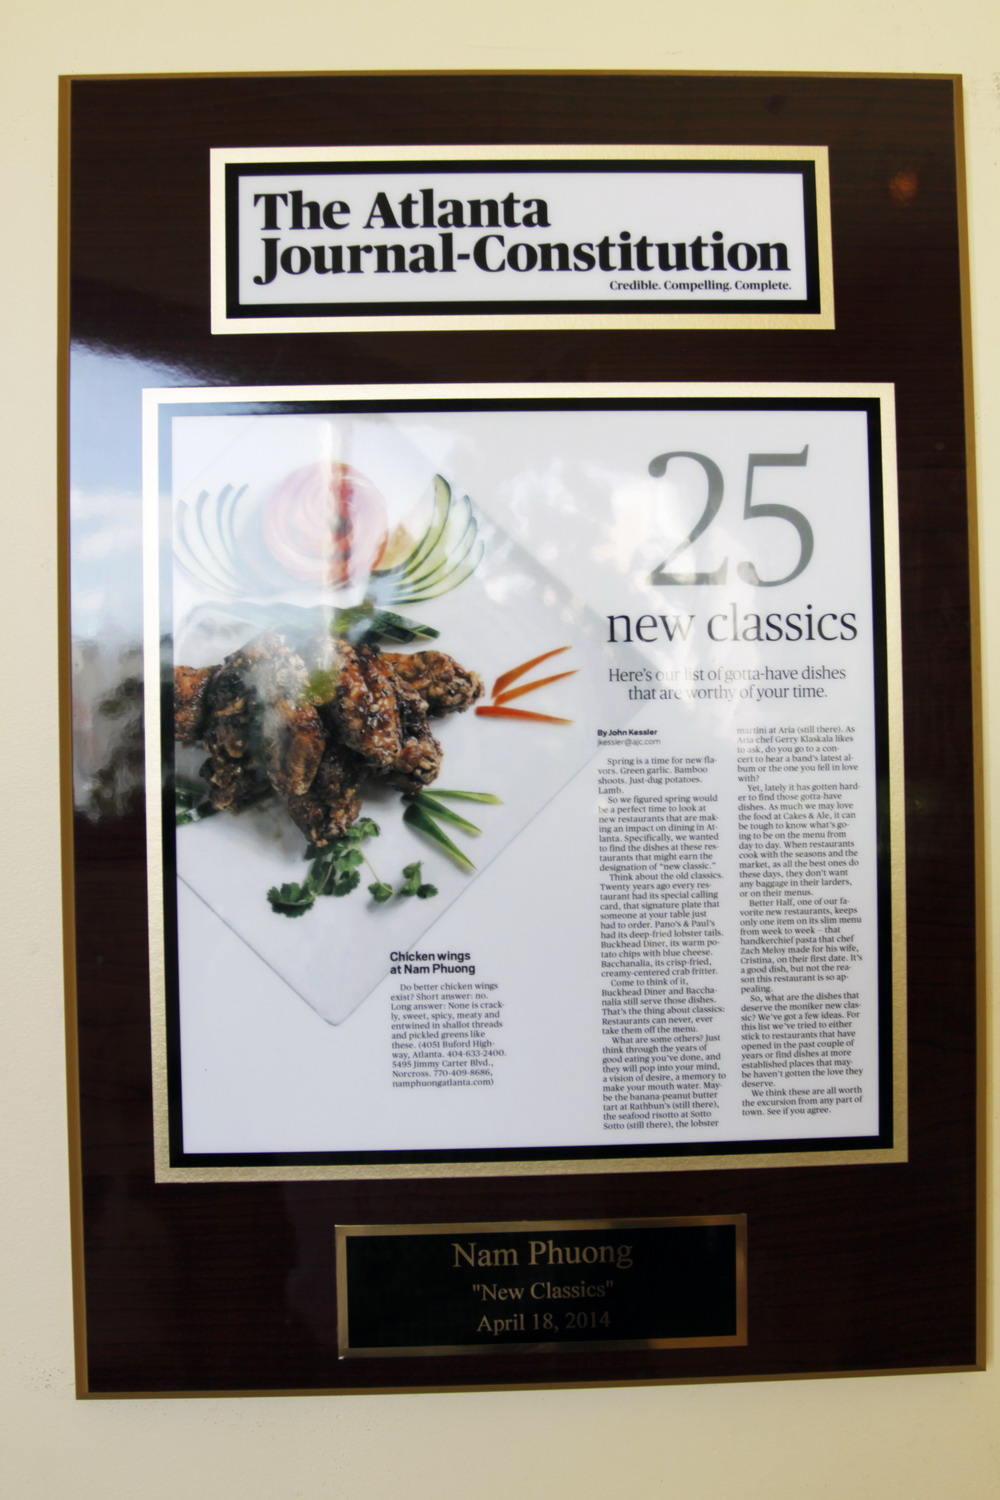 The Atlanta
Journal-Constitution
Credible. Compelling. Complete.
25
new classics
Here's our list of gotta-have dishes
that are worthy of your time.
By John Kessler
jkessler@ajc.com
Spring is a time for new fla-
vors. Green garlic. Bamboo
shoots. Just-dug potatoes.
Lamb.
So we figured spring would
be a perfect time to look at
new restaurants that are mak-
ing an impact on dining in At-
lanta. Specifically, we wanted
to find the dishes at these res-
taurants that might earn the
designation of "new classic."
Think about the old classics.
Twenty years ago every res-
taurant had its special calling
card, that signature plate that
someone at your table just
had to order. Pano's & Paul's
had its deep-fried lobster tails.
Buckhead Diner, its warm po-
tato chips with blue cheese.
Bacchanalia, its crisp-fried,
creamy-centered crab fritter.
Come to think of it,
Buckhead Diner and Baccha-
nalia still serve those dishes.
That's the thing about classics:
Restaurants can never, ever
take them off the menu.
What are some others? Just
think through the years of
good eating you've done, and
they will pop into your mind,
a vision of desire, a memory to
make your mouth water. May-
be the banana-peanut butter
tart at Rathbun's (still there),
the seafood risotto at Sotto
Sotto (still there), the lobster
martini at Aria (still there). As
Aria chef Gerry Klaskala likes
to ask, do you go to a con-
cert to hear a band's latest al-
bum or the one you fell in love
with?
Yet, lately it has gotten hard-
er to find those gotta-have
dishes. As much as we may love
the food at Cakes & Ale, it can
be tough to know what's go-
ing to be on the menu from
day to day. When restaurants
cook with the seasons and the
market, as all the best ones do
these days, they don't want
any baggage in their larders,
or on their menus.
Better Half, one of our fa-
vorite new restaurants, keeps
only one item on its slim menu
from week to week – that
handkerchief pasta that chef
Zach Meloy made for his wife,
Cristina, on their first date. It's
a good dish, but not the rea-
son this restaurant is so ap-
pealing.
So, what are the dishes that
deserve the moniker new clas-
sic? We've got a few ideas. For
this list we've tried to either
stick to restaurants that have
opened in the past couple of
years or find dishes at more
established places that may-
be haven't gotten the love they
deserve.
We think these are all worth
the excursion from any part of
town. See if you agree.
Chicken wings
at Nam Phuong
Do better chicken wings
exist? Short answer: no.
Long answer: None is crack-
ly, sweet, spicy, meaty and
entwined in shallot threads
and pickled greens like
these. (4051 Buford High-
way, Atlanta. 404-633-2400.
5495 Jimmy Carter Blvd.,
Norcross. 770-409-8686,
namphuongatlanta.com)
Nam Phuong
"New Classics"
April 18, 2014